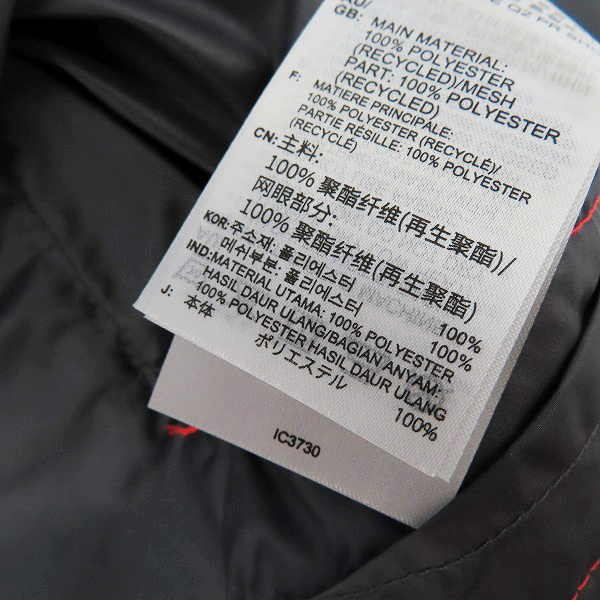 AU/
GB: MAIN MATERIAL:
100% POLYESTER
(RECYCLED)/MESH
PART: 100% POLYESTER
(RECYCLED)
F: MATIÈRE PRINCIPALE:
100% POLYESTER (RECYCLÉ)/
PARTIE RÉSILLE: 100% POLYESTER
(RECYCLÉ)
CN: 主料:
100% 聚酯纤维(再生聚酯)/
网眼部分:
100% 聚酯纤维(再生聚酯)
KOR: 주소재: 폴리에스터 100%
메쉬부분: 폴리에스터 100%
IND: MATERIAL UTAMA: 100% POLYESTER
HASIL DAUR ULANG/BAGIAN ANYAM:
100% POLYESTER HASIL DAUR ULANG
J: 本体
ポリエステル 100%
IC3730